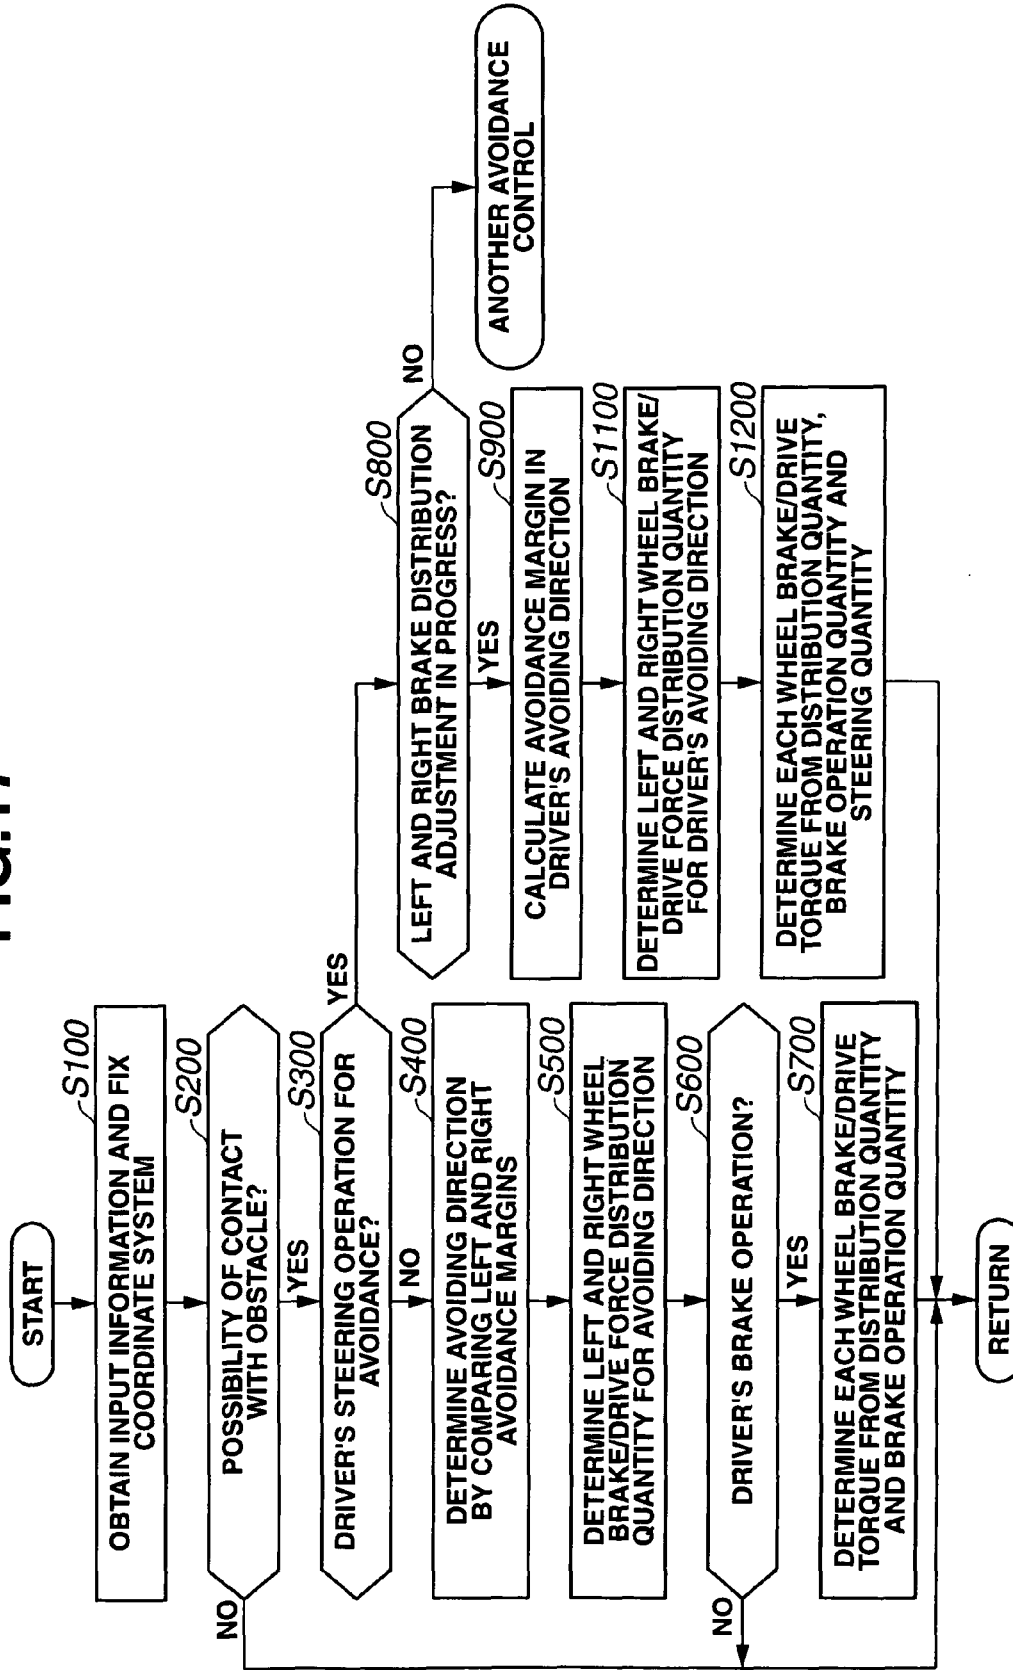 START
S100
OBTAIN INPUT INFORMATION AND FIX
COORDINATE SYSTEM
S200
POSSIBILITY OF CONTACT
WITH OBSTACLE?
NO
YES
S300
DRIVER'S STEERING OPERATION FOR
AVOIDANCE?
YES
NO
S400
DETERMINE AVOIDING DIRECTION
BY COMPARING LEFT AND RIGHT
AVOIDANCE MARGINS
S500
DETERMINE LEFT AND RIGHT WHEEL
BRAKE/DRIVE FORCE DISTRIBUTION
QUANTITY FOR AVOIDING DIRECTION
S600
DRIVER'S BRAKE OPERATION?
NO
YES
S700
DETERMINE EACH WHEEL BRAKE/DRIVE
TORQUE FROM DISTRIBUTION QUANTITY
AND BRAKE OPERATION QUANTITY
RETURN
S800
LEFT AND RIGHT BRAKE DISTRIBUTION
ADJUSTMENT IN PROGRESS?
NO
YES
S900
CALCULATE AVOIDANCE MARGIN IN
DRIVER'S AVOIDING DIRECTION
S1100
DETERMINE LEFT AND RIGHT WHEEL BRAKE/
DRIVE FORCE DISTRIBUTION QUANTITY
FOR DRIVER'S AVOIDING DIRECTION
S1200
DETERMINE EACH WHEEL BRAKE/DRIVE
TORQUE FROM DISTRIBUTION QUANTITY,
BRAKE OPERATION QUANTITY AND
STEERING QUANTITY
ANOTHER AVOIDANCE
CONTROL